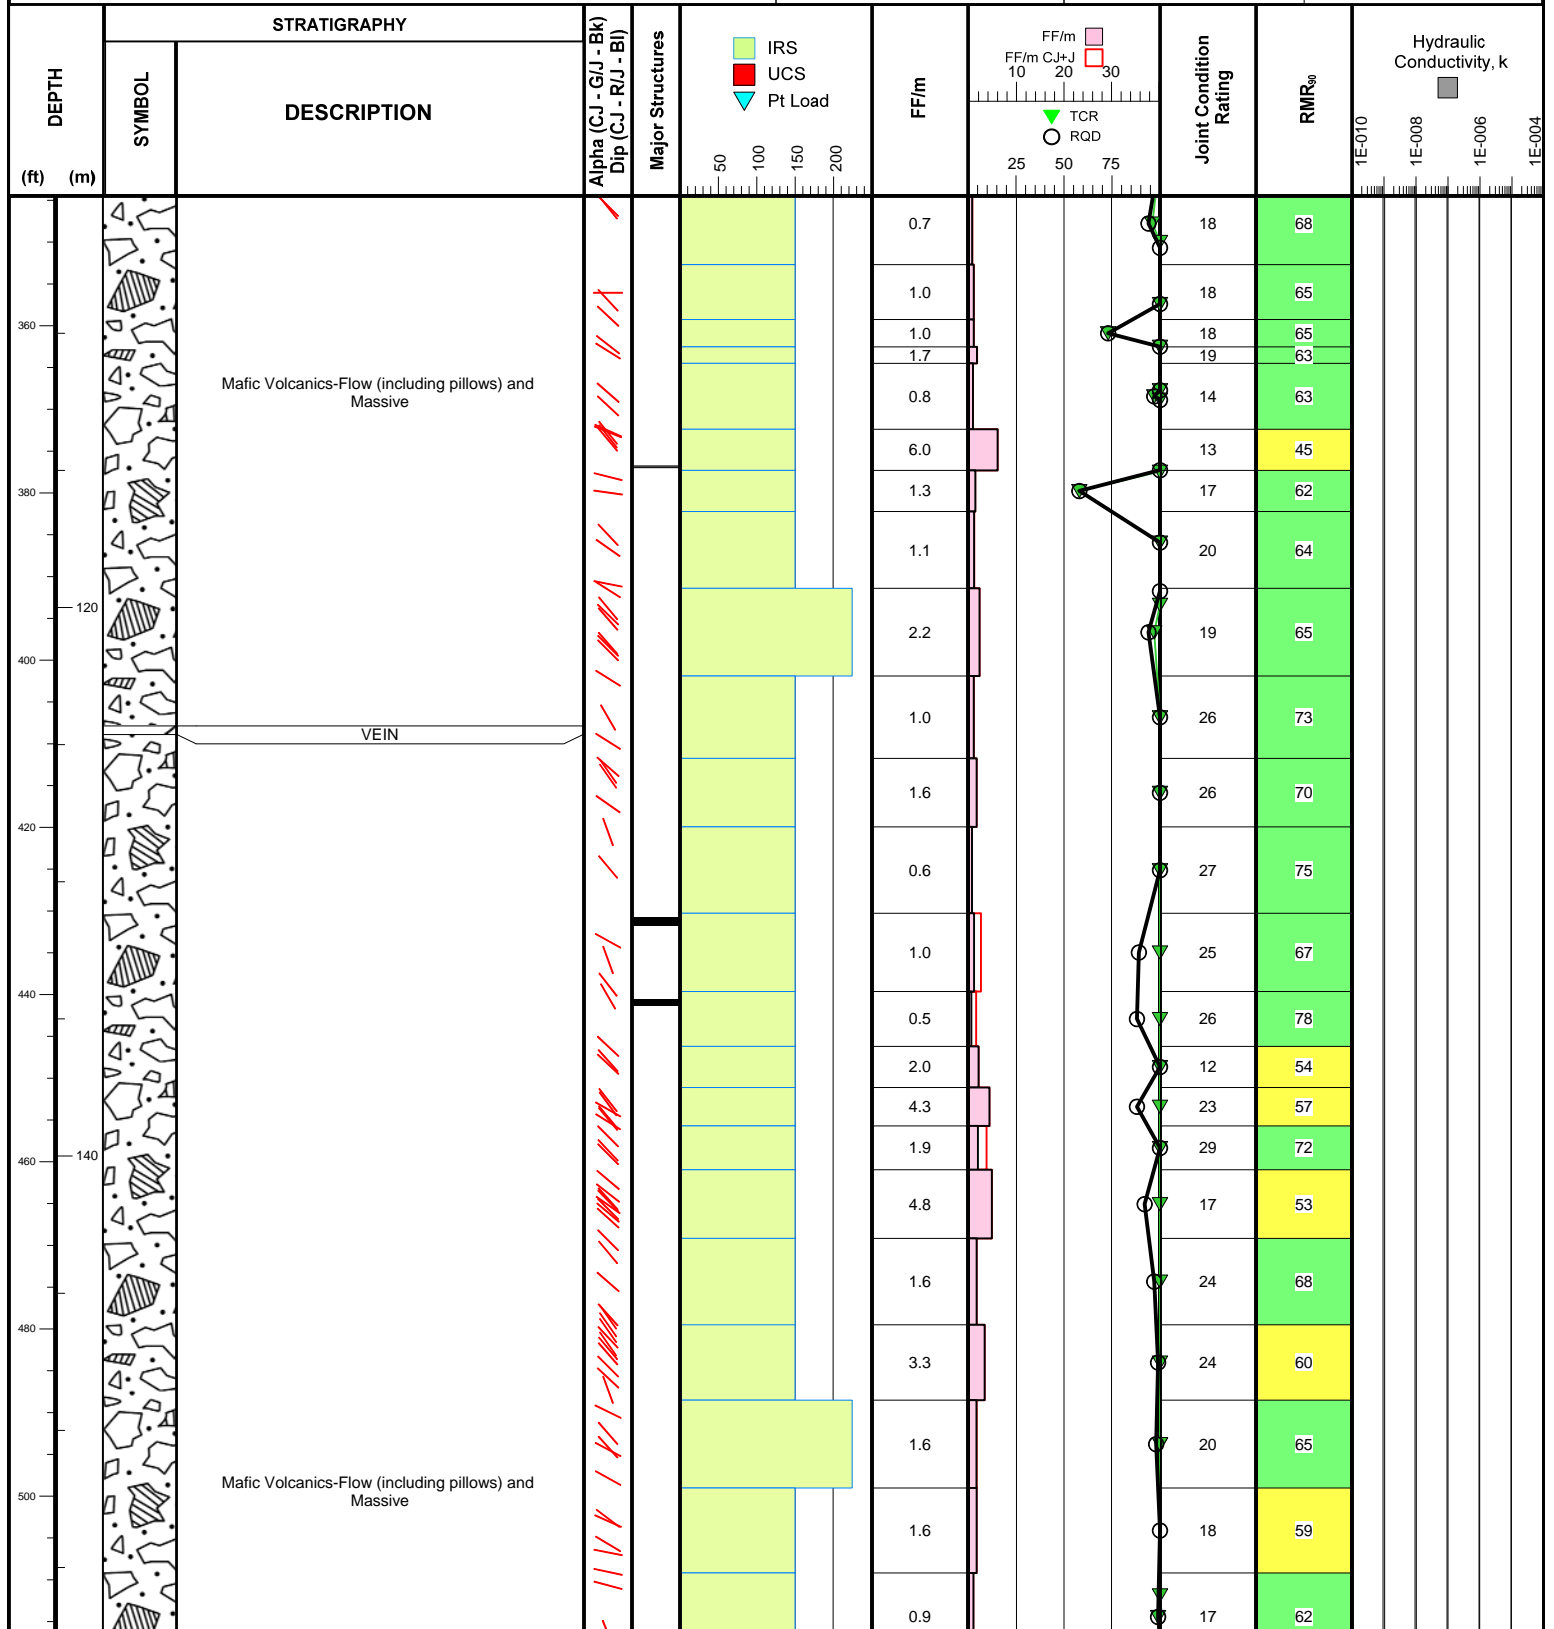 STRATIGRAPHY
DEPTH
(ft)
(m)
SYMBOL
DESCRIPTION
Alpha (CJ - G/J - Bk)
Dip (CJ - R/J - Bl)
Major Structures
IRS
UCS
Pt Load
50
100
150
200
FF/m
FF/m
FF/m CJ+J
10 20 30
TCR
RQD
25 50 75
Joint Condition
Rating
RMR90
Hydraulic
Conductivity, k
1E-010
1E-008
1E-006
1E-004
0.7 18 68
1.0 18 65
360
1.0 18 65
1.7 19 63
Mafic Volcanics-Flow (including pillows) and
Massive
0.8 14 63
6.0 13 45
380
1.3 17 62
1.1 20 64
120
2.2 19 65
400
1.0 26 73
VEIN
1.6 26 70
420
0.6 27 75
1.0 25 67
440
0.5 26 78
2.0 12 54
4.3 23 57
1.9 29 72
140
460
4.8 17 53
1.6 24 68
480
3.3 24 60
1.6 20 65
Mafic Volcanics-Flow (including pillows) and
Massive
500
1.6 18 59
0.9 17 62